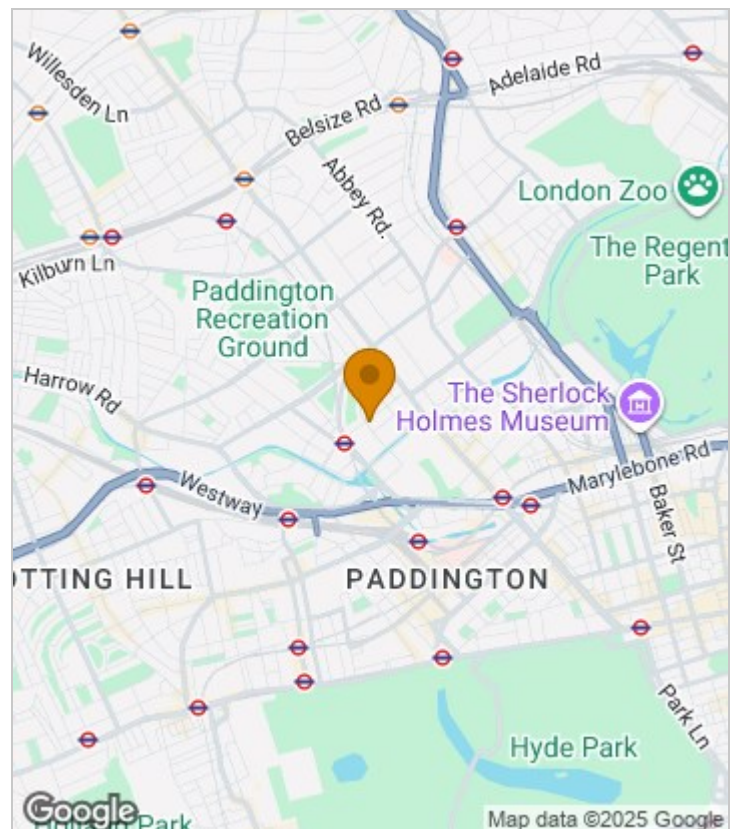 Willesden Ln
Adelaide Rd
Belsize Rd
Abbey Rd.
London Zoo
The Regent
Park
Kilburn Ln
Paddington
Recreation
Ground
Harrow Rd
The Sherlock
Holmes Museum
Marylebone Rd
Westway
Baker St
OTTING HILL
PADDINGTON
Park Ln
Hyde Park
Google
Park
Map data ©2025 Google